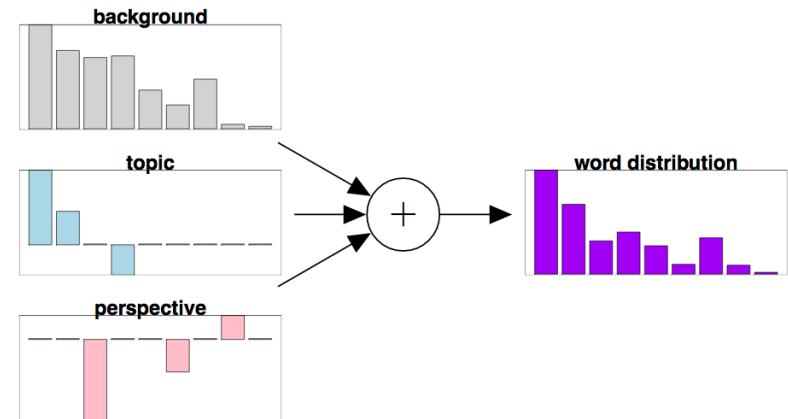 background
topic
perspective
+
word distribution